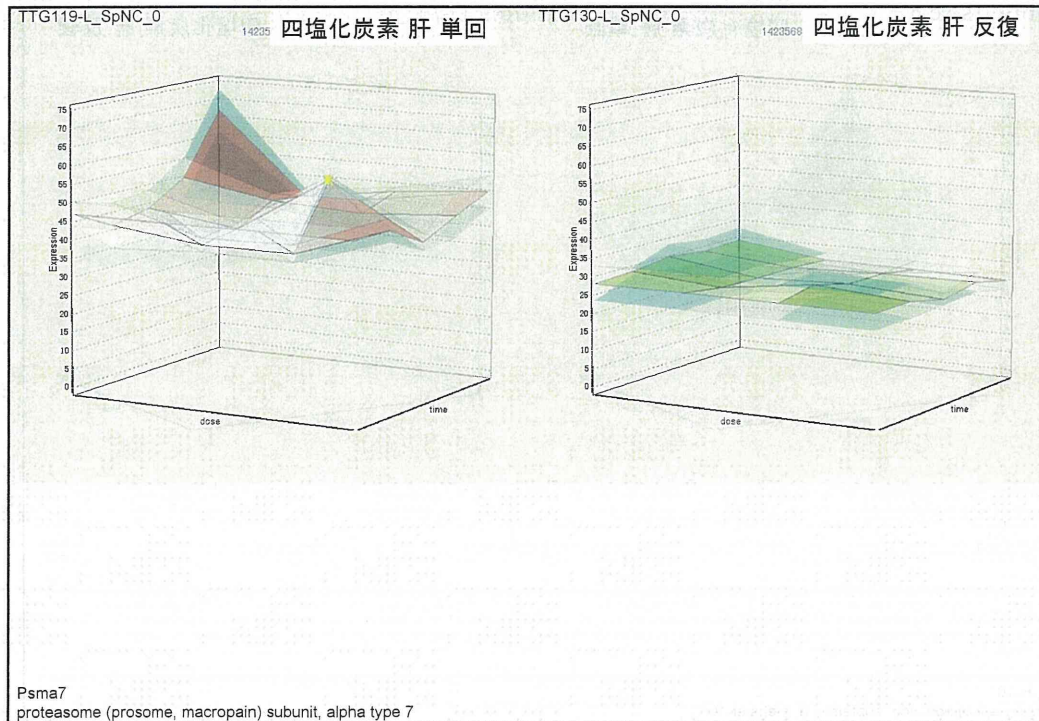 TTG119-L_SpNC_0
14235 四塩化炭素 肝 単回
75
70
65
60
55
50
45
40
35
30
25
20
15
10
5
0
Expression
dose
time
TTG130-L_SpNC_0
1423568 四塩化炭素 肝 反復
75
70
65
60
55
50
45
40
35
30
25
20
15
10
5
0
Expression
dose
time
Psma7
proteasome (prosome, macropain) subunit, alpha type 7